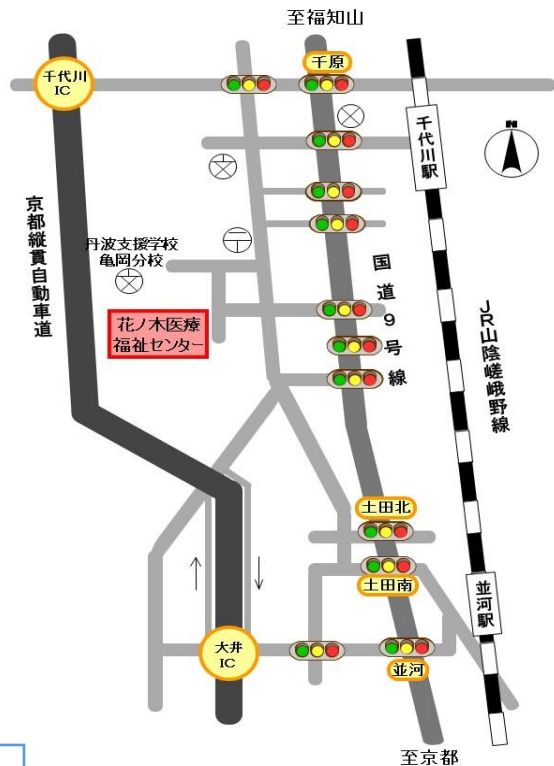 至福知山
千代川
IC
千原
千代川駅
N
京都縦貫自動車道
丹波支援学校
亀岡分校
花ノ木医療
福祉センター
国道9号線
JR山陰嵯峨野線
土田北
土田南
並河駅
大井
IC
並河
至京都